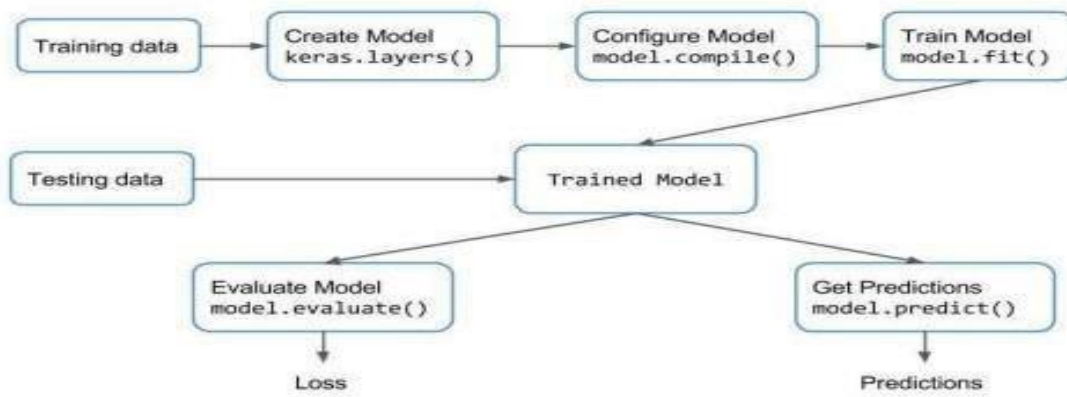 Training data
Create Model
keras.layers()
Configure Model
model.compile()
Train Model
model.fit()
Testing data
Trained Model
Evaluate Model
model.evaluate()
Get Predictions
model.predict()
Loss
Predictions